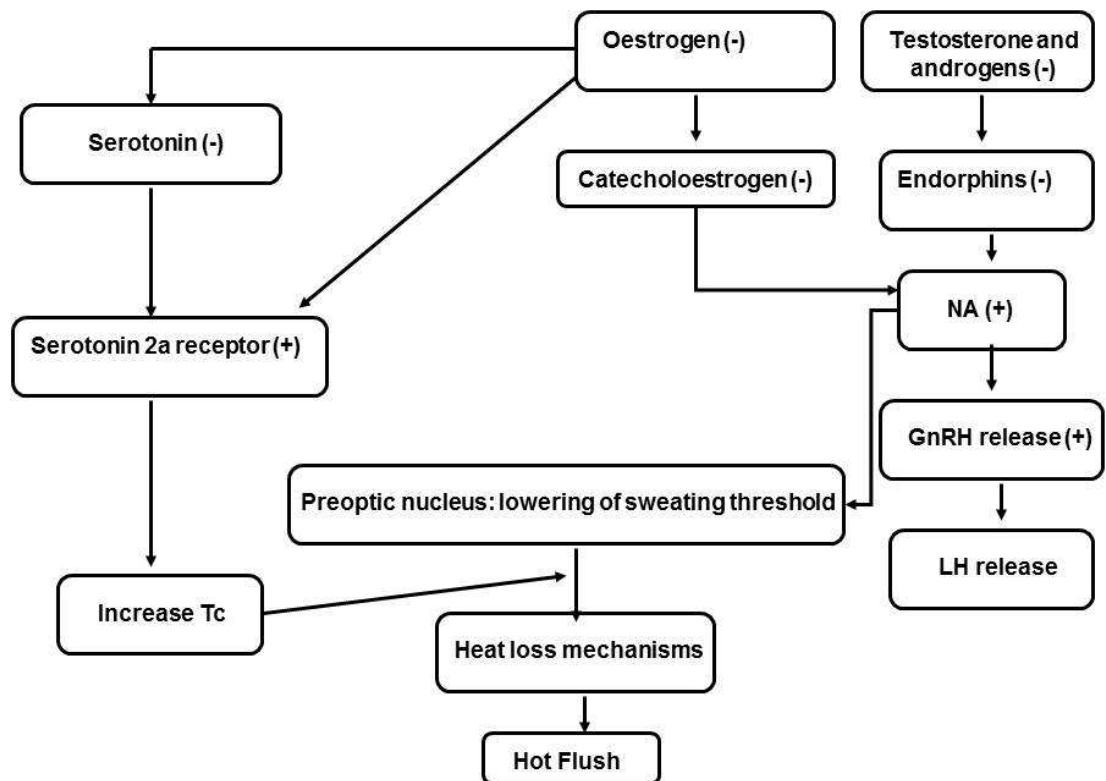 Oestrogen (-)
Testosterone and
androgens (-)
Serotonin (-)
Catecholoestrogen (-)
Endorphins (-)
NA (+)
Serotonin 2a receptor (+)
GnRH release (+)
Preoptic nucleus: lowering of sweating threshold
LH release
Increase Tc
Heat loss mechanisms
Hot Flush